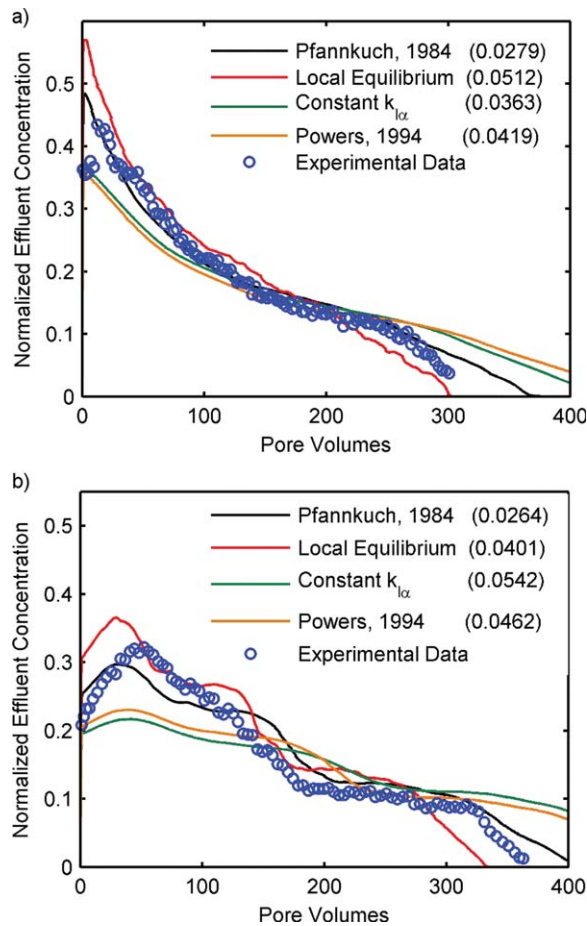 a)
Normalized Effluent Concentration
0.5
0.4
0.3
0.2
0.1
0
Pfannkuch, 1984 (0.0279)
Local Equilibrium (0.0512)
Constant k_lα (0.0363)
Powers, 1994 (0.0419)
Experimental Data
0 100 200 300 400
Pore Volumes
b)
Normalized Effluent Concentration
0.5
0.4
0.3
0.2
0.1
0
Pfannkuch, 1984 (0.0264)
Local Equilibrium (0.0401)
Constant k_lα (0.0542)
Powers, 1994 (0.0462)
Experimental Data
0 100 200 300 400
Pore Volumes